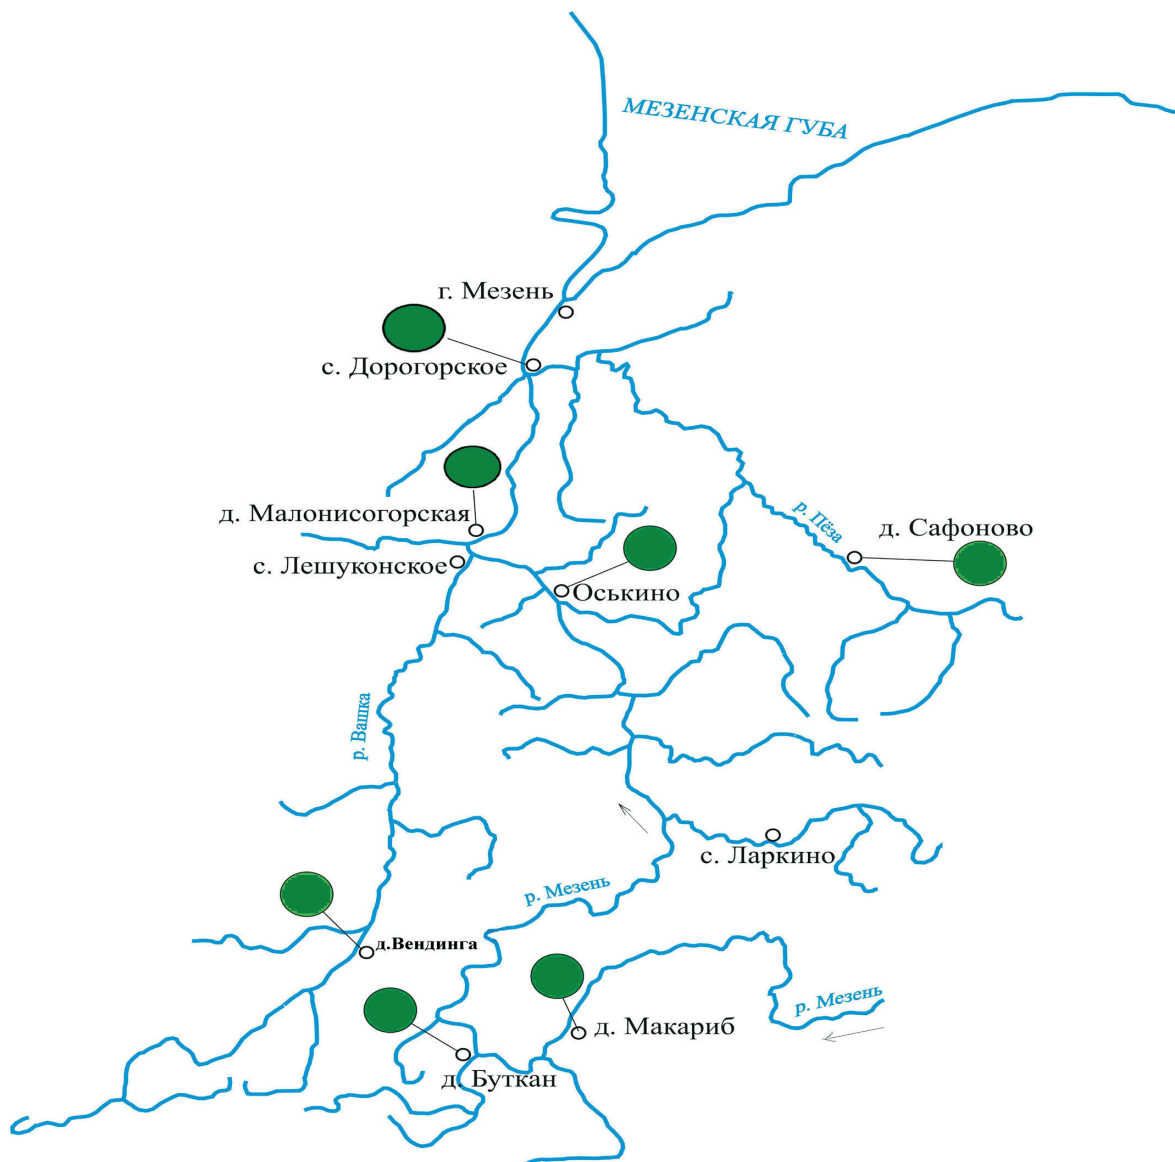 МЕЗЕНСКАЯ ГУБА
г. Мезень
с. Дорогорское
д. Малонисогорская
р. Пёза
д. Сафоново
с. Лешуконское
Оськино
р. Вашка
с. Ларкино
р. Мезень
д.Вендинга
р. Мезень
д. Макариб
д. Буткан